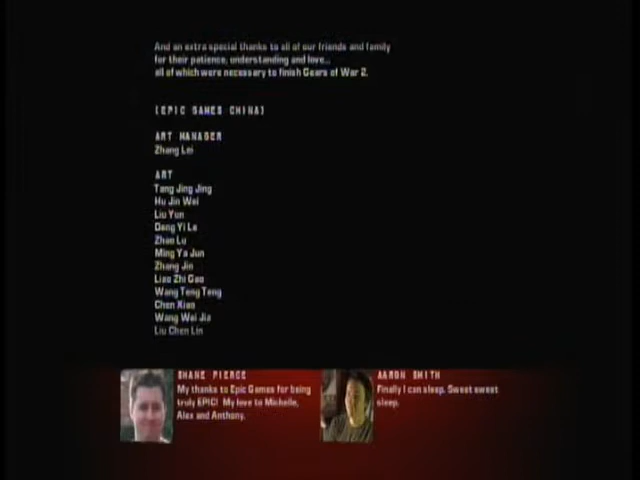 And an extra special thanks to all of our friends and family
for their patience, understanding and love...
all of which were necessary to finish Gears of War 2.
[EPIC GAMES CHINA]
ART MANAGER
Zhang Lei
ART
Tang Jing Jing
Hu Jin Wei
Liu Yun
Deng Yi Le
Zhan Lu
Ming Ya Jun
Zhang Jin
Liao Zhi Gao
Wang Teng Teng
Chen Xiao
Wang Wei Jia
Liu Chen Lin
SHANE PIERCE
My thanks to Epic Games for being
truly EPIC! My love to Michelle,
Alex and Anthony.
AARON SMITH
Finally I can sleep. Sweet sweet
sleep.